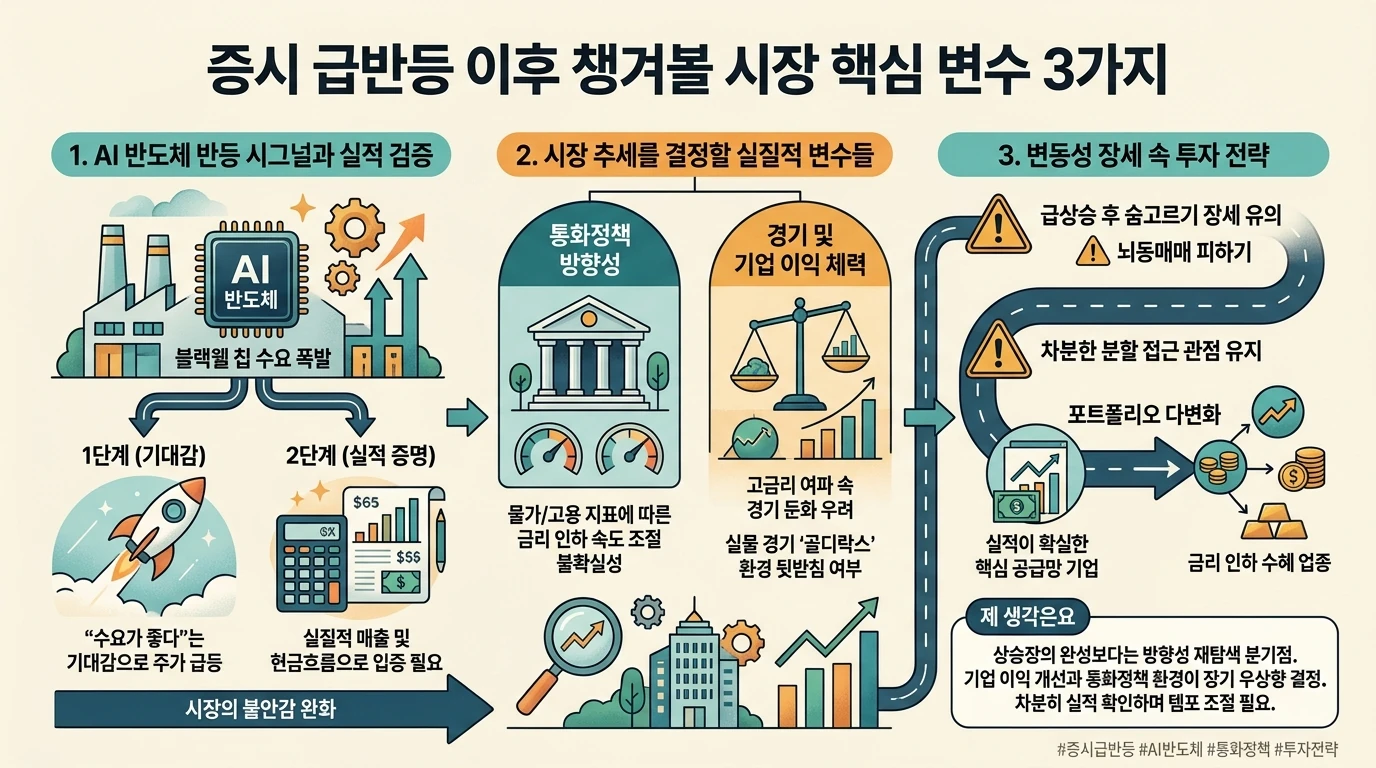 증시 급반등 이후 챙겨볼 시장 핵심 변수 3가지
1. AI 반도체 반등 시그널과 실적 검증
AI
반도체
블랙웰 칩 수요 폭발
1단계 (기대감)
2단계 (실적 증명)
$65
$
“수요가 좋다”는
기대감으로 주가 급등
실질적 매출 및
현금흐름으로 입증 필요
시장의 불안감 완화
2. 시장 추세를 결정할 실질적 변수들
통화정책
방향성
물가/고용 지표에 따른
금리 인하 속도 조절
불확실성
경기 및
기업 이익 체력
고금리 여파 속
경기 둔화 우려
실물 경기 ‘골디락스’
환경 뒷받침 여부
3. 변동성 장세 속 투자 전략
급상승 후 숨고르기 장세 유의
뇌동매매 피하기
차분한 분할 접근 관점 유지
포트폴리오 다변화
$
$
실적이 확실한
핵심 공급망 기업
금리 인하 수혜 업종
제 생각은요
상승장의 완성보다는 방향성 재탐색 분기점.
기업 이익 개선과 통화정책 환경이 장기 우상향 결정.
차분히 실적 확인하며 템포 조절 필요.
#증시급반등 #AI반도체 #통화정책 #투자전략